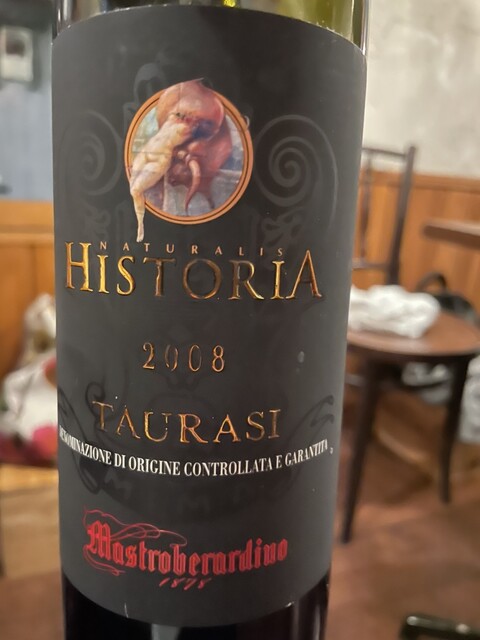 NATURALIS
HISTORIA
2008
TAURASI
DENOMINAZIONE DI ORIGINE CONTROLLATA E GARANTITA
Mastroberardino
1878